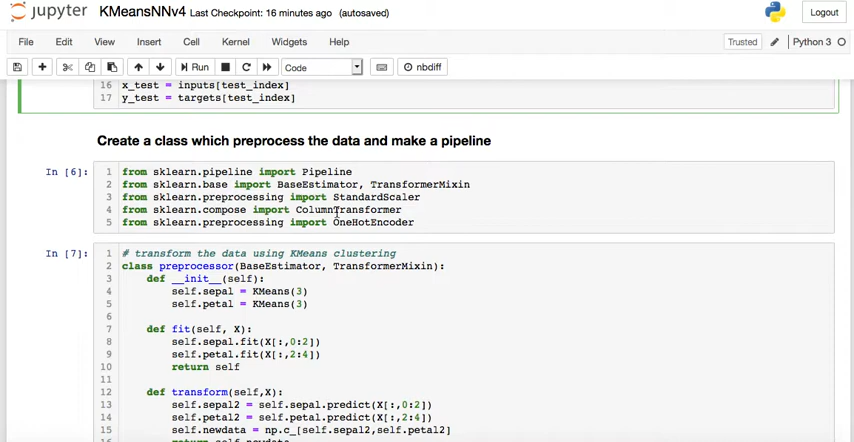 jupyter KMeansNNv4 Last Checkpoint: 16 minutes ago (autosaved) Logout
File Edit View Insert Cell Kernel Widgets Help Trusted Python 3
Run Code nbdiff
16 x_test = inputs[test_index]
17 y_test = targets[test_index]
Create a class which preprocess the data and make a pipeline
In [6]: 1 from sklearn.pipeline import Pipeline
2 from sklearn.base import BaseEstimator, TransformerMixin
3 from sklearn.preprocessing import StandardScaler
4 from sklearn.compose import ColumnTransformer
5 from sklearn.preprocessing import OneHotEncoder
In [7]: 1 # transform the data using KMeans clustering
2 class preprocessor(BaseEstimator, TransformerMixin):
3 def __init__(self):
4 self.sepal = KMeans(3)
5 self.petal = KMeans(3)
6
7 def fit(self, X):
8 self.sepal.fit(X[:,0:2])
9 self.petal.fit(X[:,2:4])
10 return self
11
12 def transform(self,X):
13 self.sepal2 = self.sepal.predict(X[:,0:2])
14 self.petal2 = self.petal.predict(X[:,2:4])
15 self.newdata = np.c_[self.sepal2,self.petal2]
16 return self.newdata